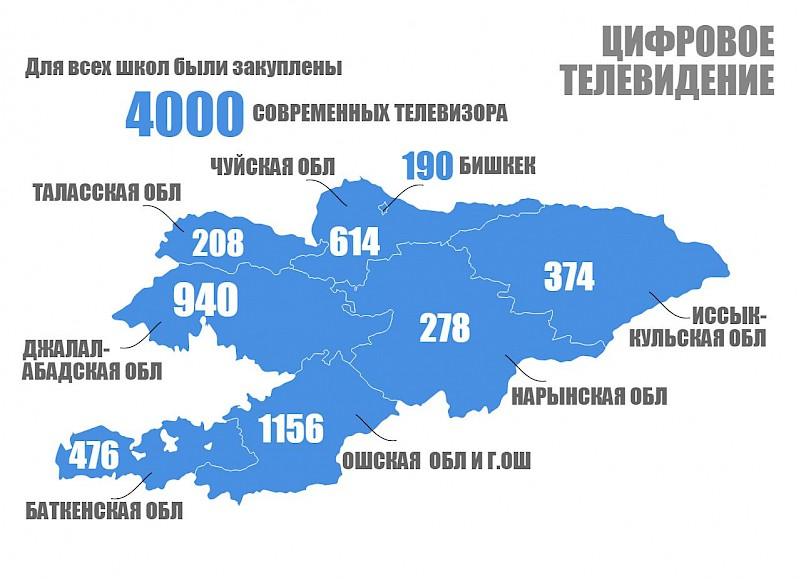 ЦИФРОВОЕ
ТЕЛЕВИДЕНИЕ
Для всех школ были закуплены
4000 СОВРЕМЕННЫХ ТЕЛЕВИЗОРА
ЧУЙСКАЯ ОБЛ
190 БИШКЕК
ТАЛАССКАЯ ОБЛ
208
614
374
940
278
ИССЫК-
КУЛЬСКАЯ ОБЛ
ДЖАЛАЛ-
АБАДСКАЯ ОБЛ
НАРЫНСКАЯ ОБЛ
1156
476
ОШСКАЯ ОБЛ И Г.ОШ
БАТКЕНСКАЯ ОБЛ